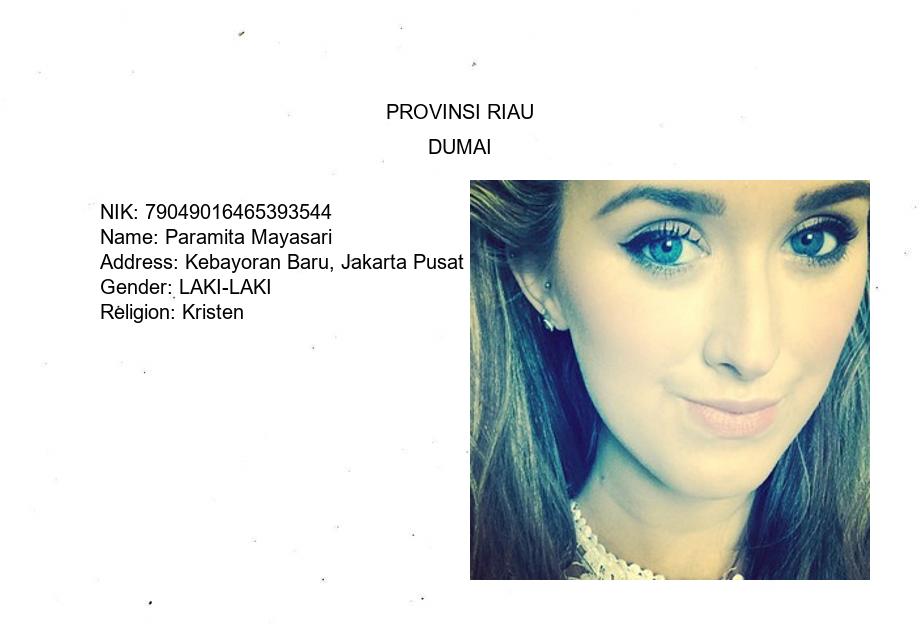 PROVINSI RIAU
DUMAI
NIK: 79049016465393544
Name: Paramita Mayasari
Address: Kebayoran Baru, Jakarta Pusat
Gender: LAKI-LAKI
Religion: Kristen